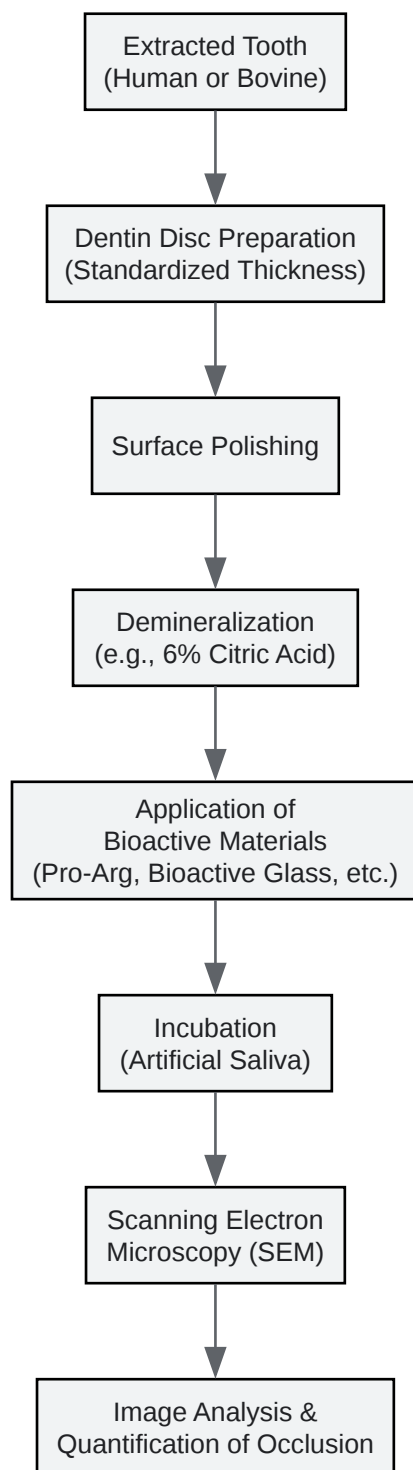 Extracted Tooth
(Human or Bovine)
Dentin Disc Preparation
(Standardized Thickness)
Surface Polishing
Demineralization
(e.g., 6% Citric Acid)
Application of
Bioactive Materials
(Pro-Arg, Bioactive Glass, etc.)
Incubation
(Artificial Saliva)
Scanning Electron
Microscopy (SEM)
Image Analysis &
Quantification of Occlusion